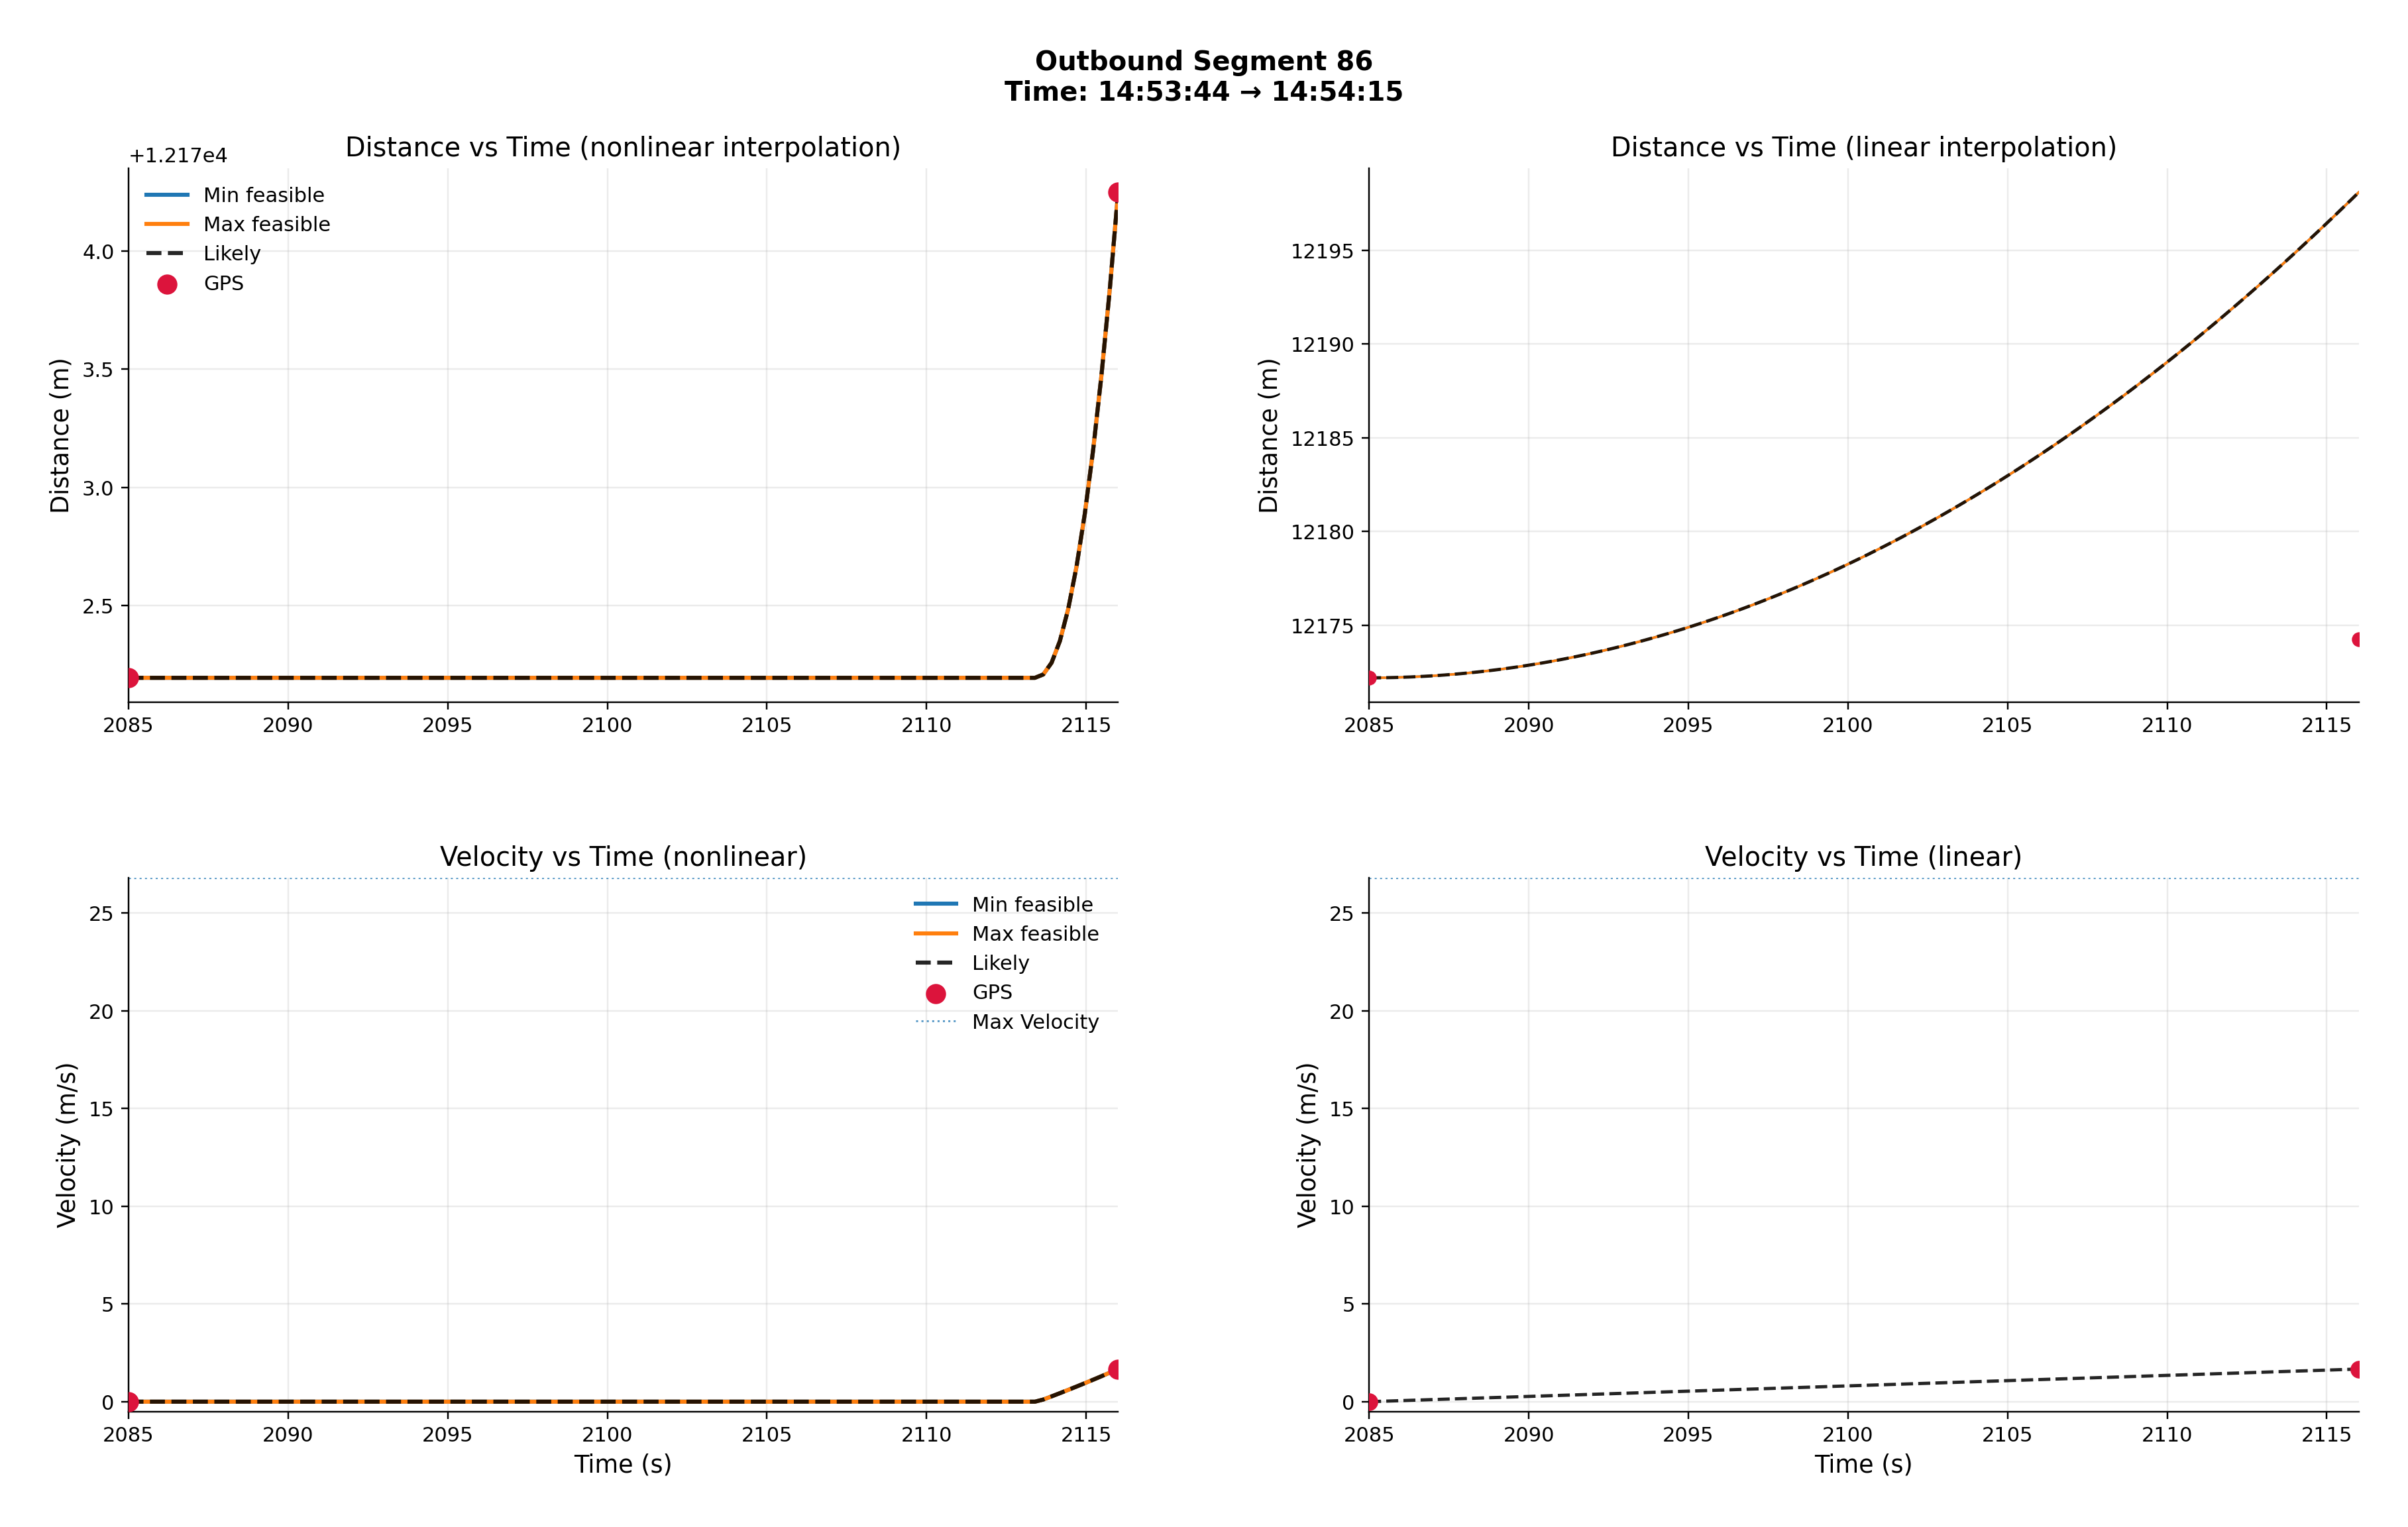 Outbound Segment 86
Time: 14:53:44 → 14:54:15
Distance vs Time (nonlinear interpolation)
+1.217e4
Min feasible
Max feasible
Likely
GPS
Distance (m)
4.0
3.5
3.0
2.5
2085 2090 2095 2100 2105 2110 2115
Distance vs Time (linear interpolation)
Distance (m)
12195
12190
12185
12180
12175
2085 2090 2095 2100 2105 2110 2115
Velocity vs Time (nonlinear)
Min feasible
Max feasible
Likely
GPS
Max Velocity
Velocity (m/s)
25
20
15
10
5
0
2085 2090 2095 2100 2105 2110 2115
Time (s)
Velocity vs Time (linear)
Velocity (m/s)
25
20
15
10
5
0
2085 2090 2095 2100 2105 2110 2115
Time (s)